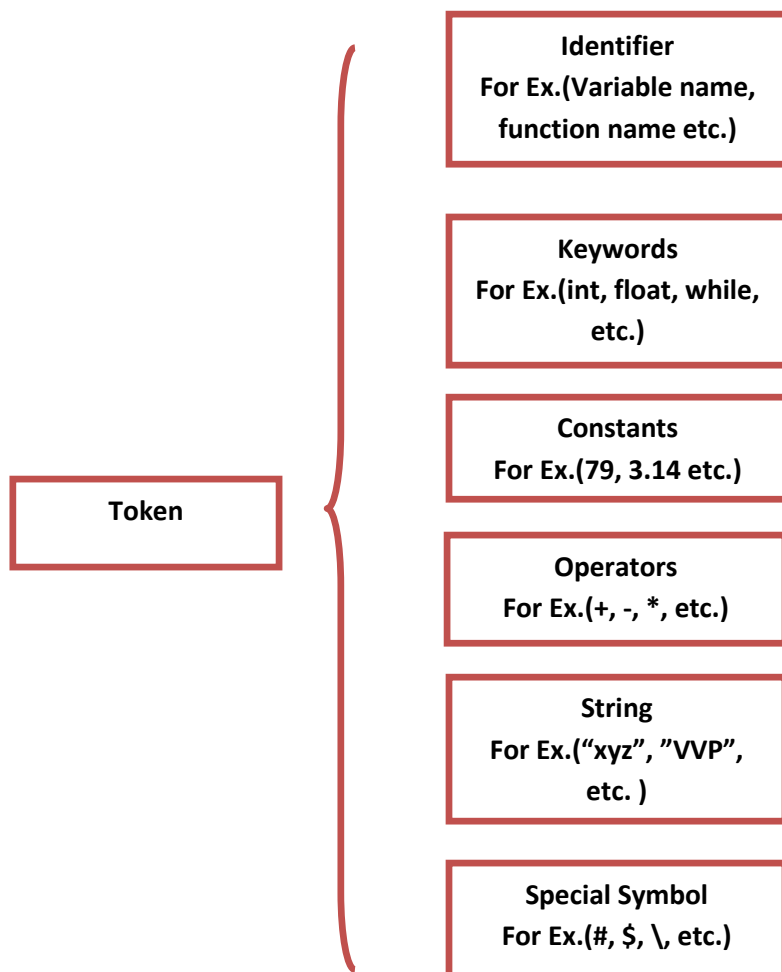 Identifier
For Ex.(Variable name,
function name etc.)
Keywords
For Ex.(int, float, while,
etc.)
Constants
For Ex.(79, 3.14 etc.)
Token
Operators
For Ex.(+, -, *, etc.)
String
For Ex.(“xyz”, ”VVP”,
etc. )
Special Symbol
For Ex.(#, $, \, etc.)